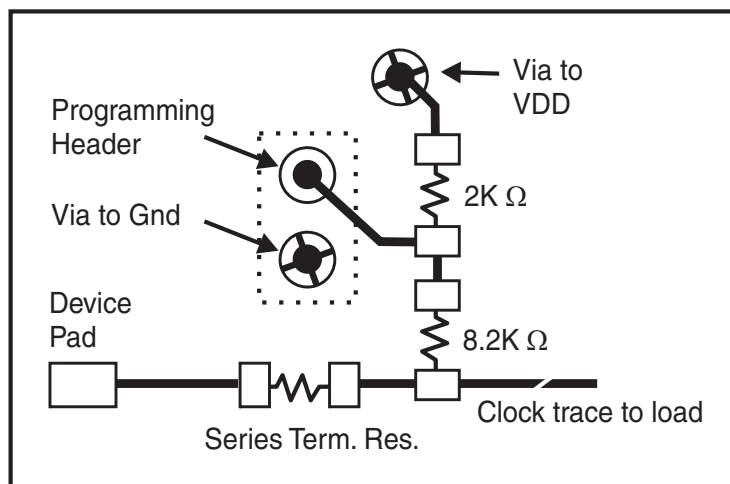 Via to
VDD
Programming
Header
2K Ω
Via to Gnd
Device
Pad
8.2K Ω
Clock trace to load
Series Term. Res.